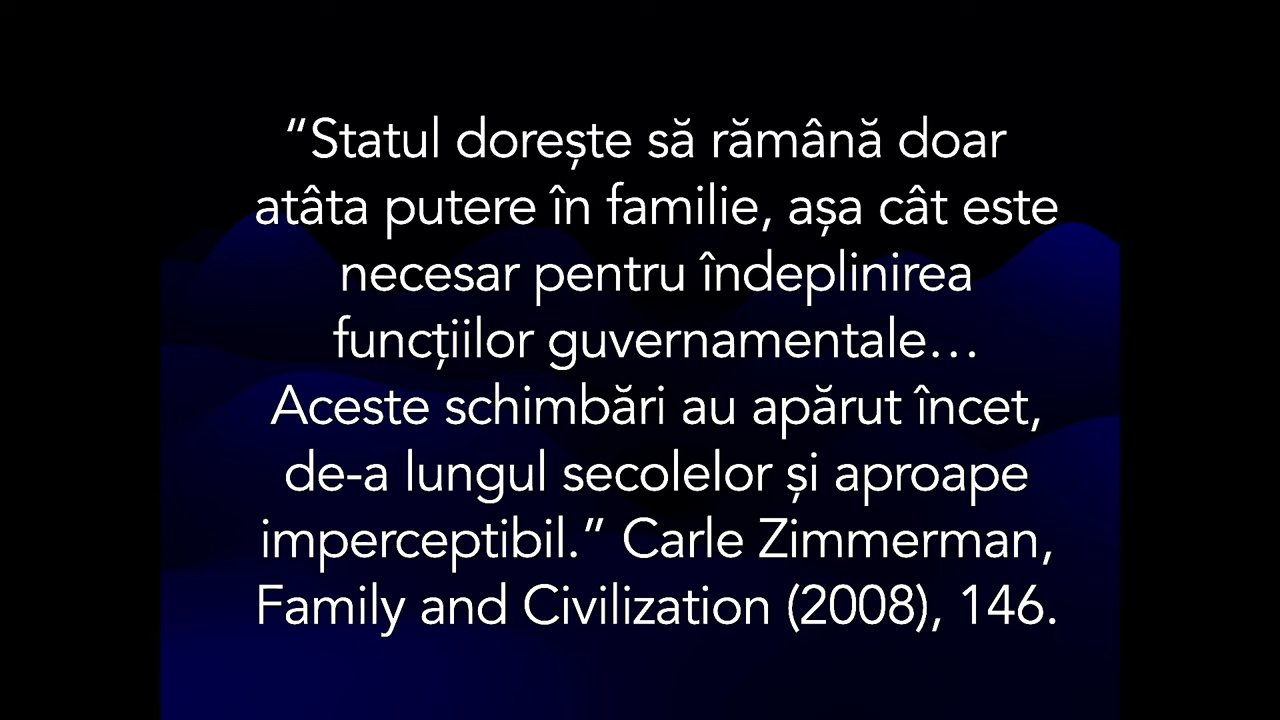 “Statul dorește să rămână doar
atâta putere în familie, așa cât este
necesar pentru îndeplinirea
funcțiilor guvernamentale…
Aceste schimbări au apărut încet,
de-a lungul secolelor și aproape
imperceptibil.” Carle Zimmerman,
Family and Civilization (2008), 146.